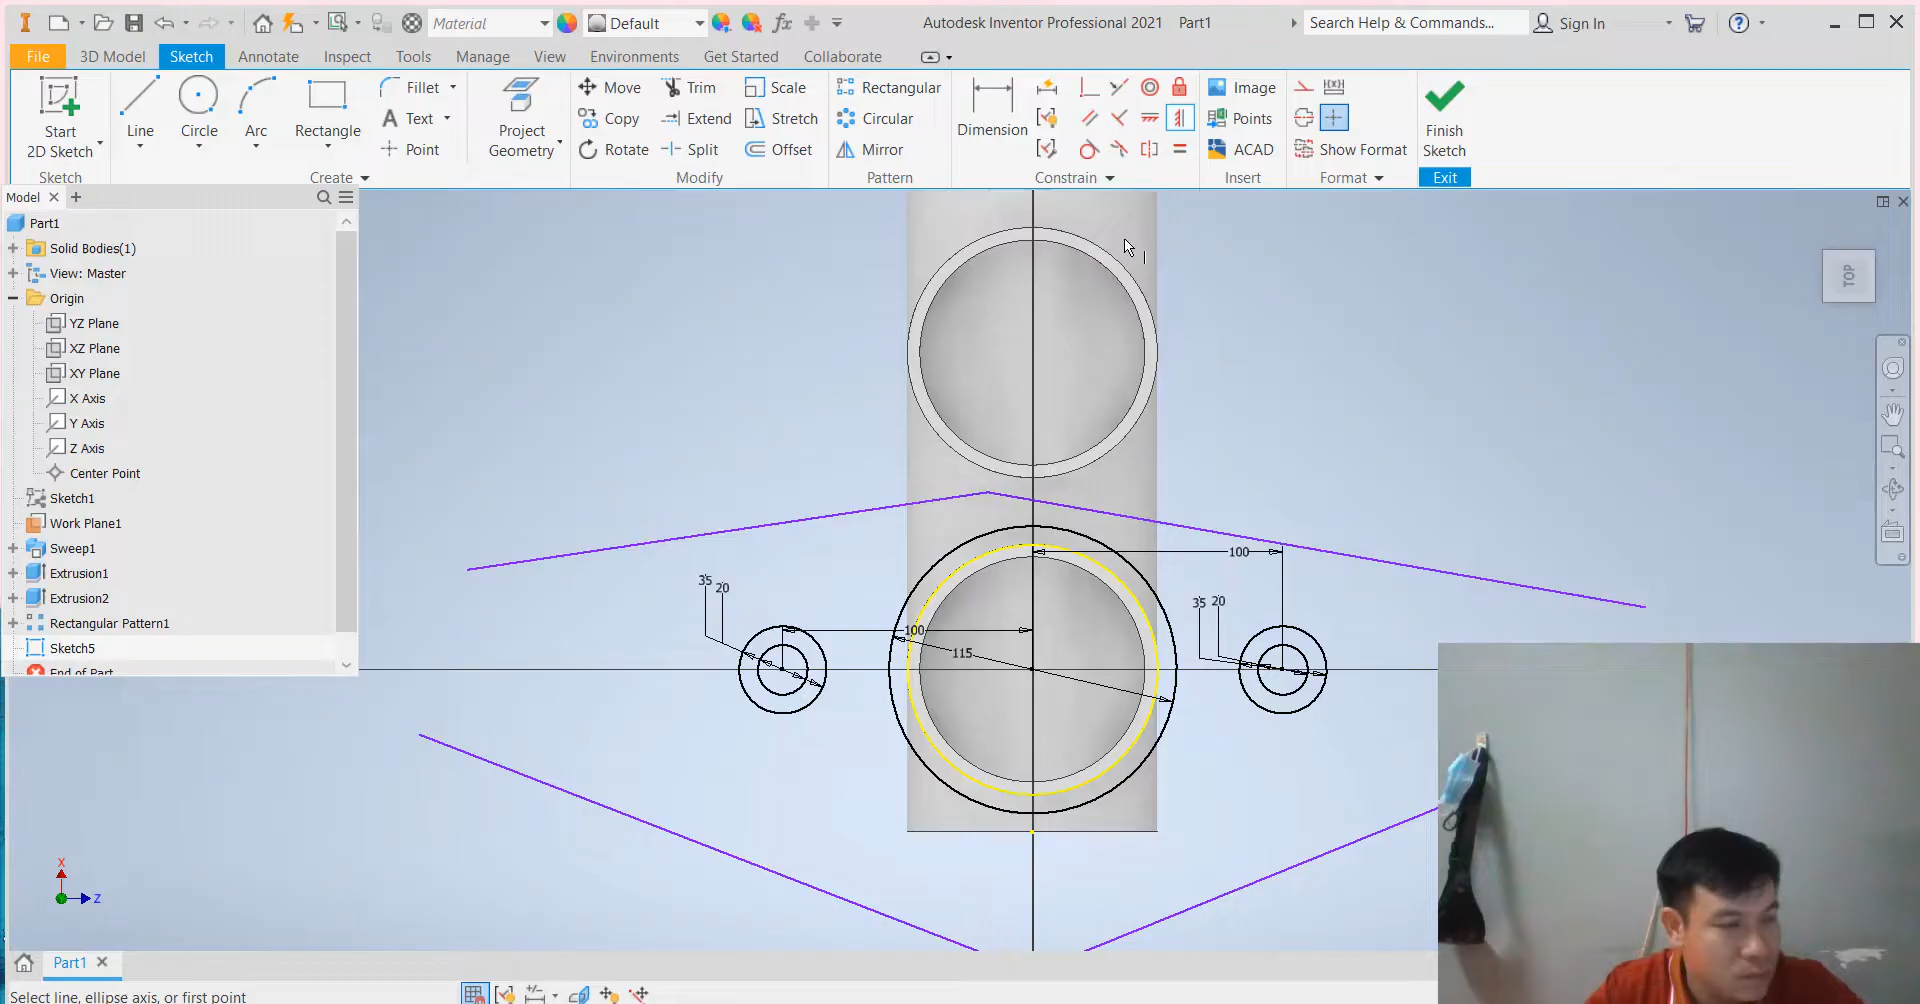 Material
Default
Autodesk Inventor Professional 2021 Part1
Search Help & Commands...
Sign In
File 3D Model Sketch Annotate Inspect Tools Manage View Environments Get Started Collaborate
Start
2D Sketch
Line
Circle
Arc
Rectangle
Fillet
Text
Point
Project
Geometry
Move
Copy
Rotate
Trim
Extend
Split
Scale
Stretch
Offset
Rectangular
Circular
Mirror
Dimension
Image
Points
ACAD
Show Format
Finish
Sketch
Sketch Create Modify Pattern Constrain Insert Format Exit
Model
Part1
Solid Bodies(1)
View: Master
Origin
YZ Plane
XZ Plane
XY Plane
X Axis
Y Axis
Z Axis
Center Point
Sketch1
Work Plane1
Sweep1
Extrusion1
Extrusion2
Rectangular Pattern1
Sketch5
End of Part
TOP
100
35
20
35
20
100
115
X
Z
Part1
Select line, ellipse axis, or first point